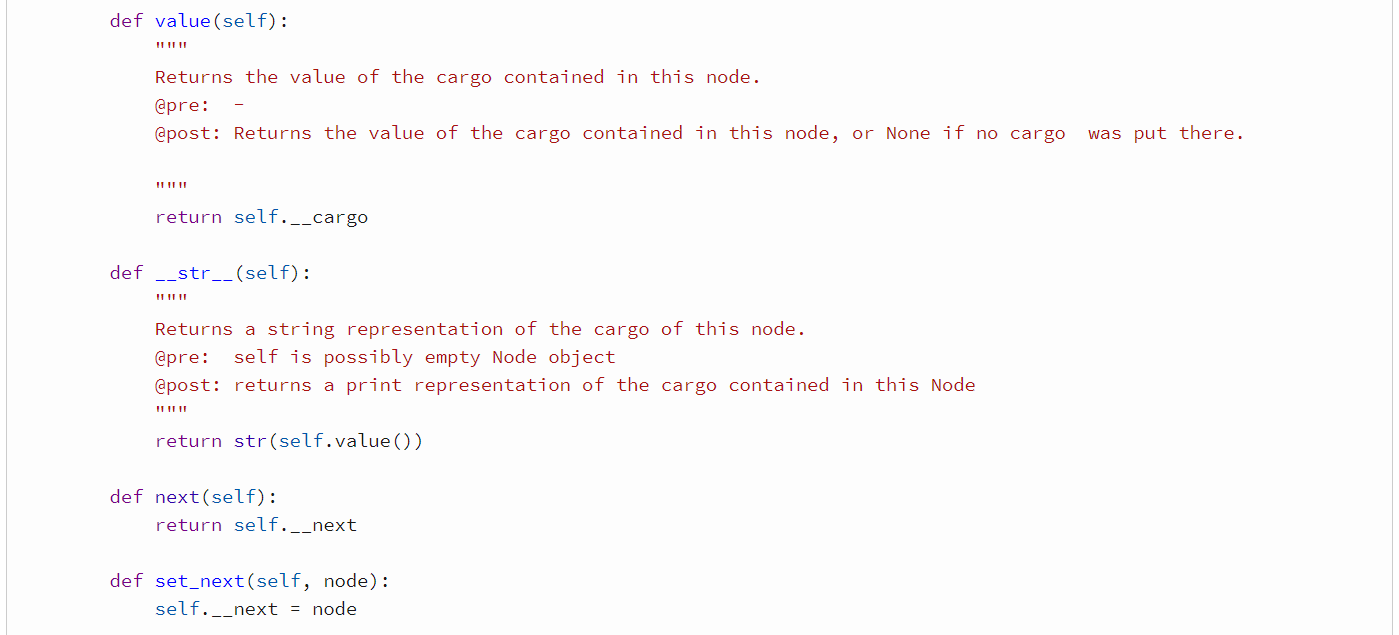 def value(self):
"""
Returns the value of the cargo contained in this node.
@pre:  -
@post: Returns the value of the cargo contained in this node, or None if no cargo  was put there.
"""
return self.__cargo
def __str__(self):
"""
Returns a string representation of the cargo of this node.
@pre:  self is possibly empty Node object
@post: returns a print representation of the cargo contained in this Node
"""
return str(self.value())
def next(self):
return self.__next
def set_next(self, node):
self.__next = node